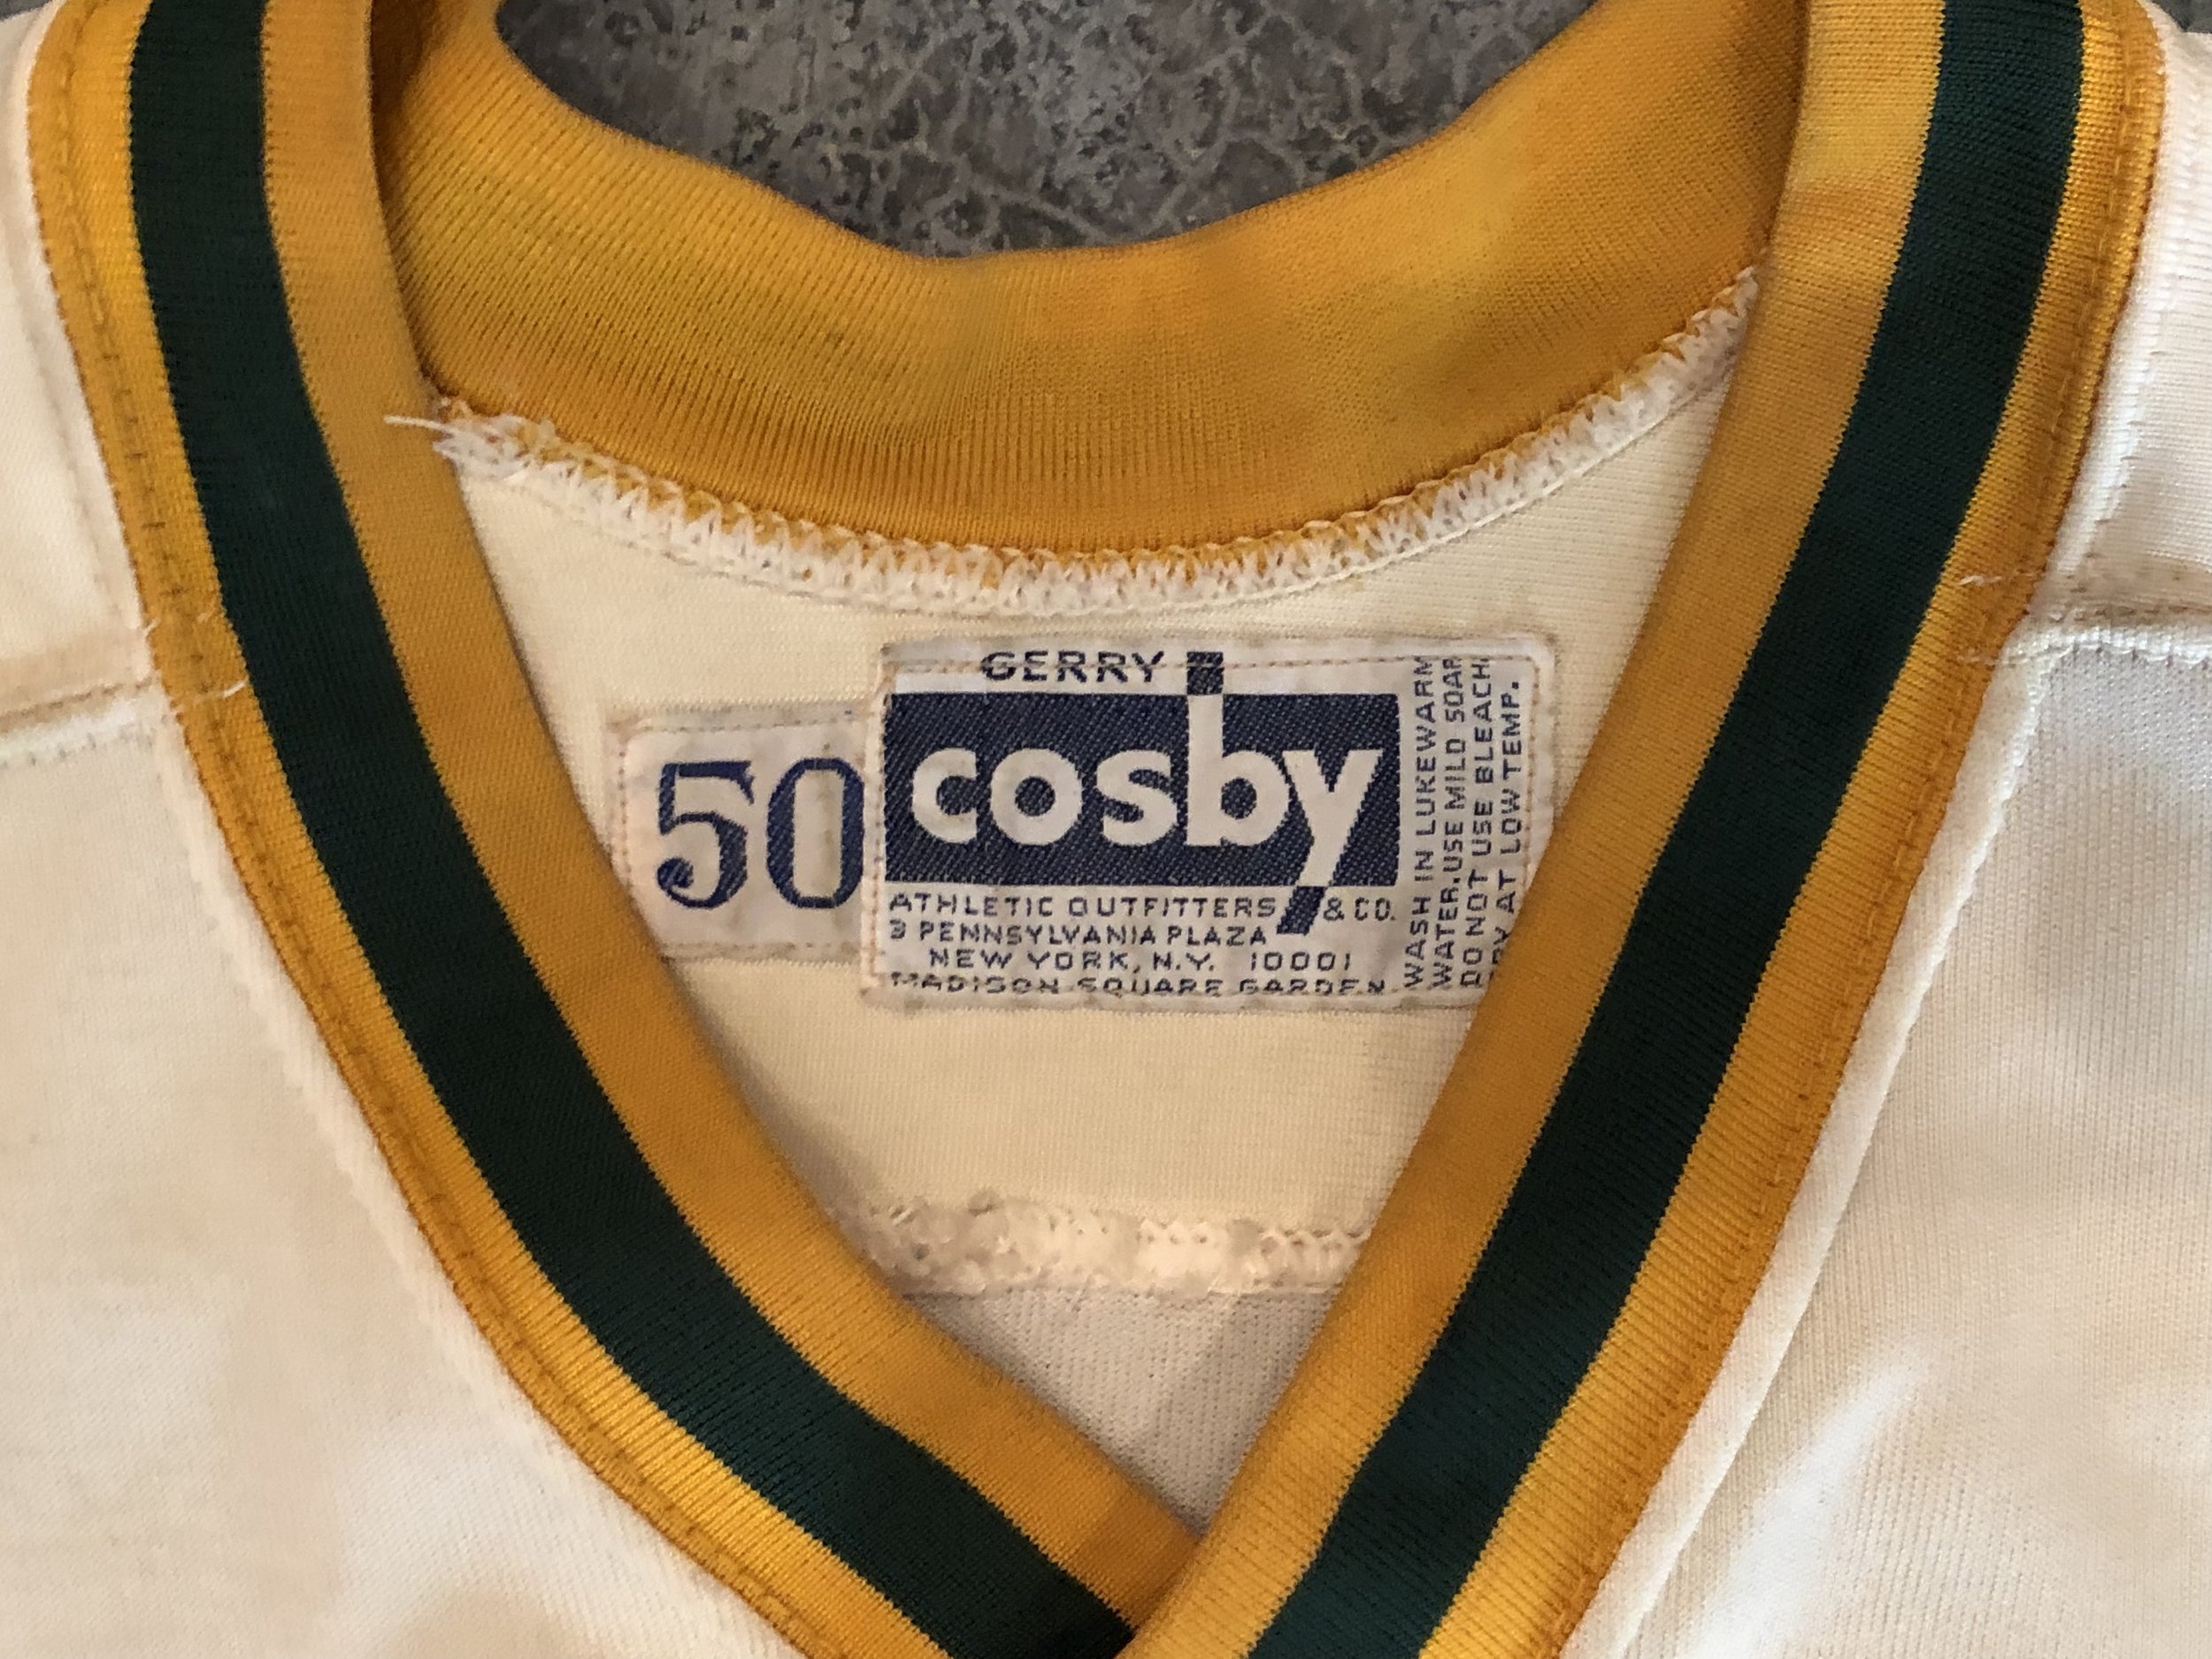 50
GERRY
cosby
ATHLETIC OUTFITTERS & CO.
3 PENNSYLVANIA PLAZA
NEW YORK, N.Y. 10001
MADISON SQUARE GARDEN
WASH IN LUKEWARM
WATER. USE MILD SOAP
DO NOT USE BLEACH
DRY AT LOW TEMP.